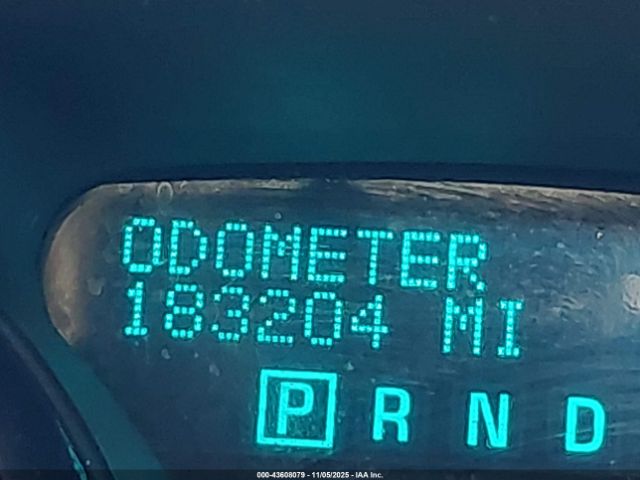 ODOMETER
183204 MI
P R N D
000-43608079 - 11/05/2025 - IAA Inc.